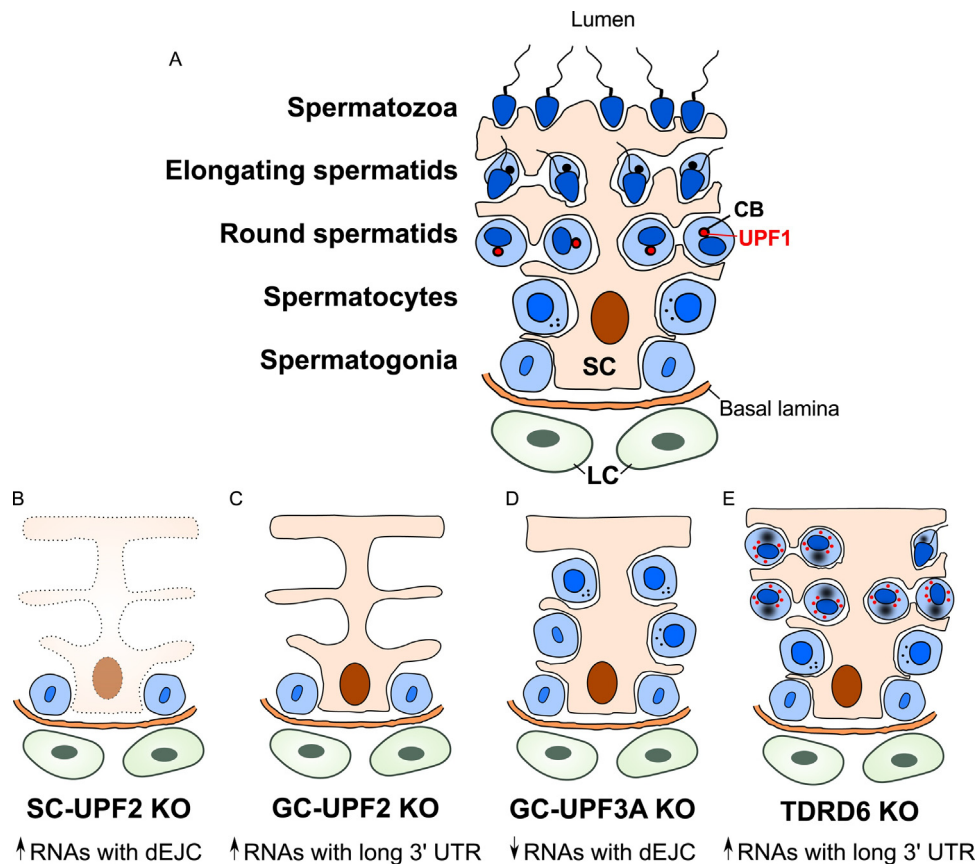 Lumen
A
Spermatozoa
Elongating spermatids
Round spermatids
CB
UPF1
Spermatocytes
Spermatogonia
SC
Basal lamina
LC
B
C
D
E
SC-UPF2 KO
GC-UPF2 KO
GC-UPF3A KO
TDRD6 KO
↑RNAs with dEJC
↑RNAs with long 3' UTR
↓RNAs with dEJC
↑RNAs with long 3' UTR